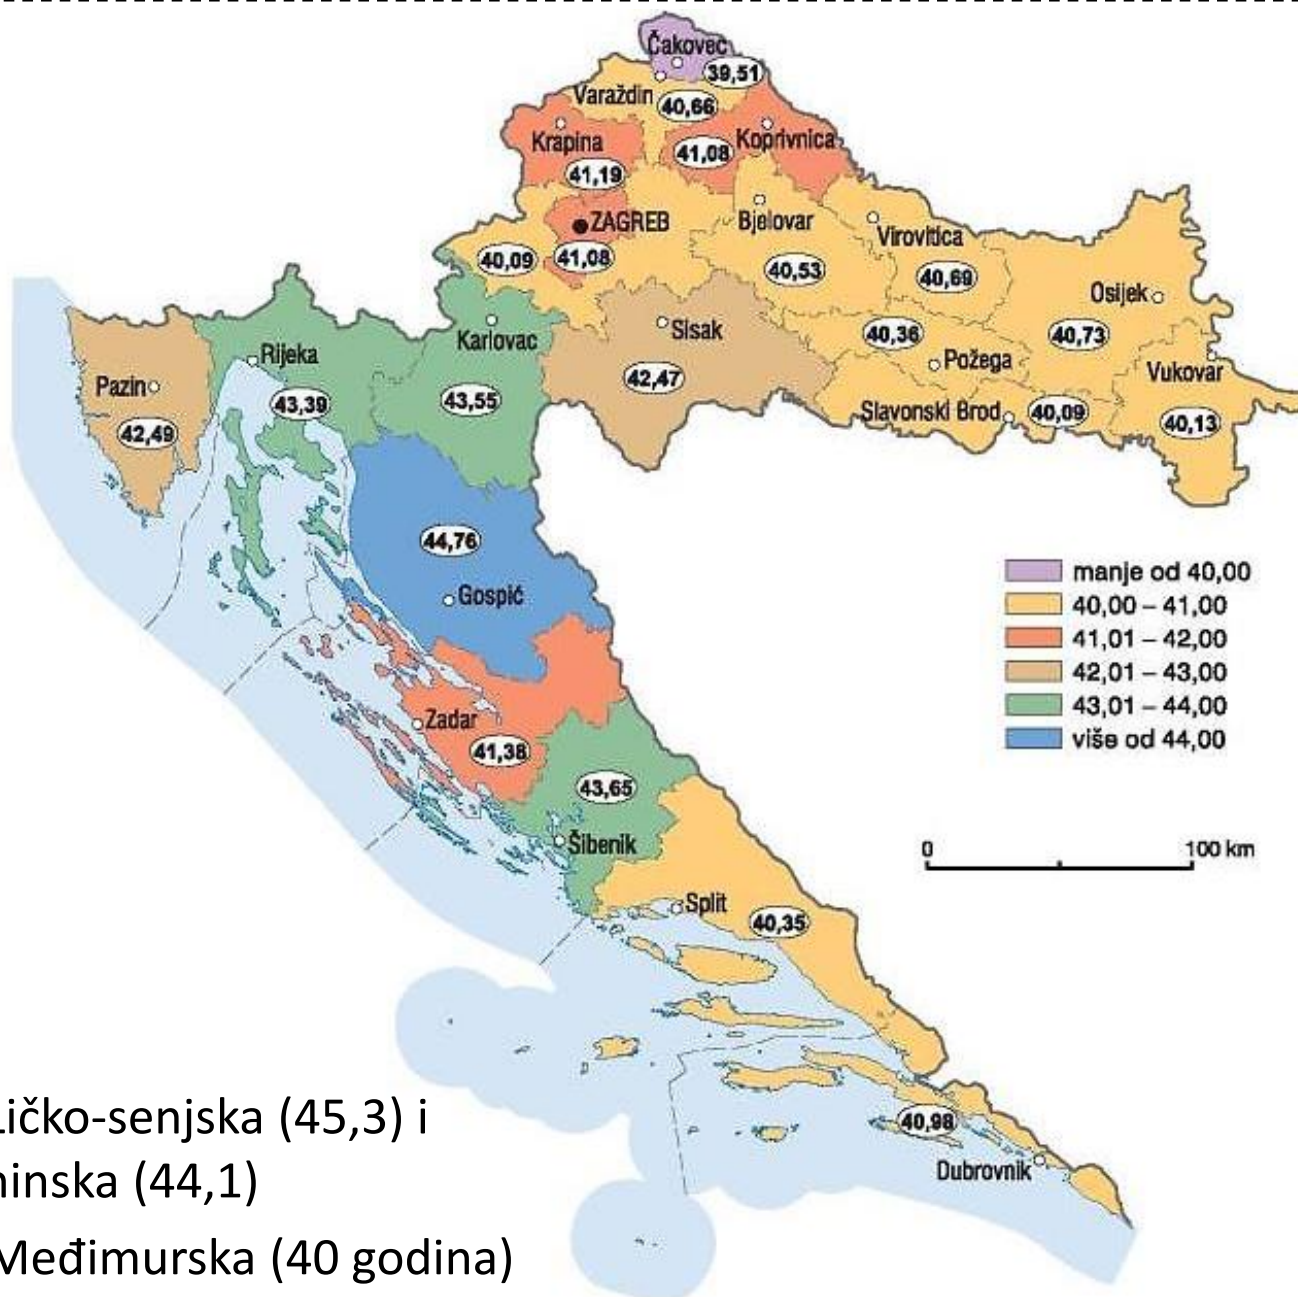 Čakovec
39,51
Varaždin
40,66
Krapina
41,19
41,08
Koprivnica
ZAGREB
41,08
40,09
Bjelovar
40,53
Virovitica
40,69
Osijek
40,73
Karlovac
43,55
Sisak
42,47
40,36
Požega
Vukovar
40,13
Slavonski Brod
40,09
Rijeka
43,39
Pazin
42,49
44,76
Gospić
manje od 40,00
40,00 – 41,00
41,01 – 42,00
42,01 – 43,00
43,01 – 44,00
više od 44,00
Zadar
41,38
43,65
Šibenik
0 100 km
Split
40,35
40,98
Dubrovnik
Ličko-senjska (45,3) i
ninska (44,1)
Međimurska (40 godina)